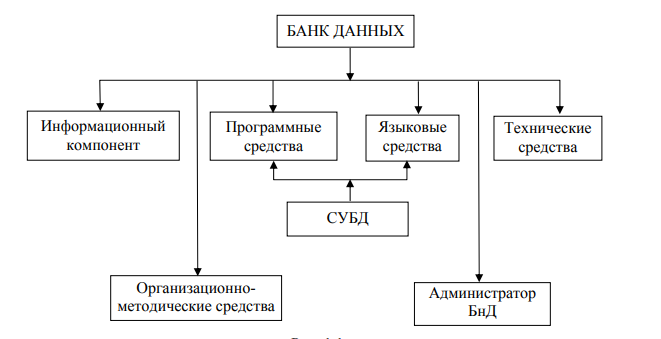 БАНК ДАННЫХ
Информационный
компонент
Программные
средства
Языковые
средства
Технические
средства
СУБД
Организационно-
методические средства
Администратор
БнД